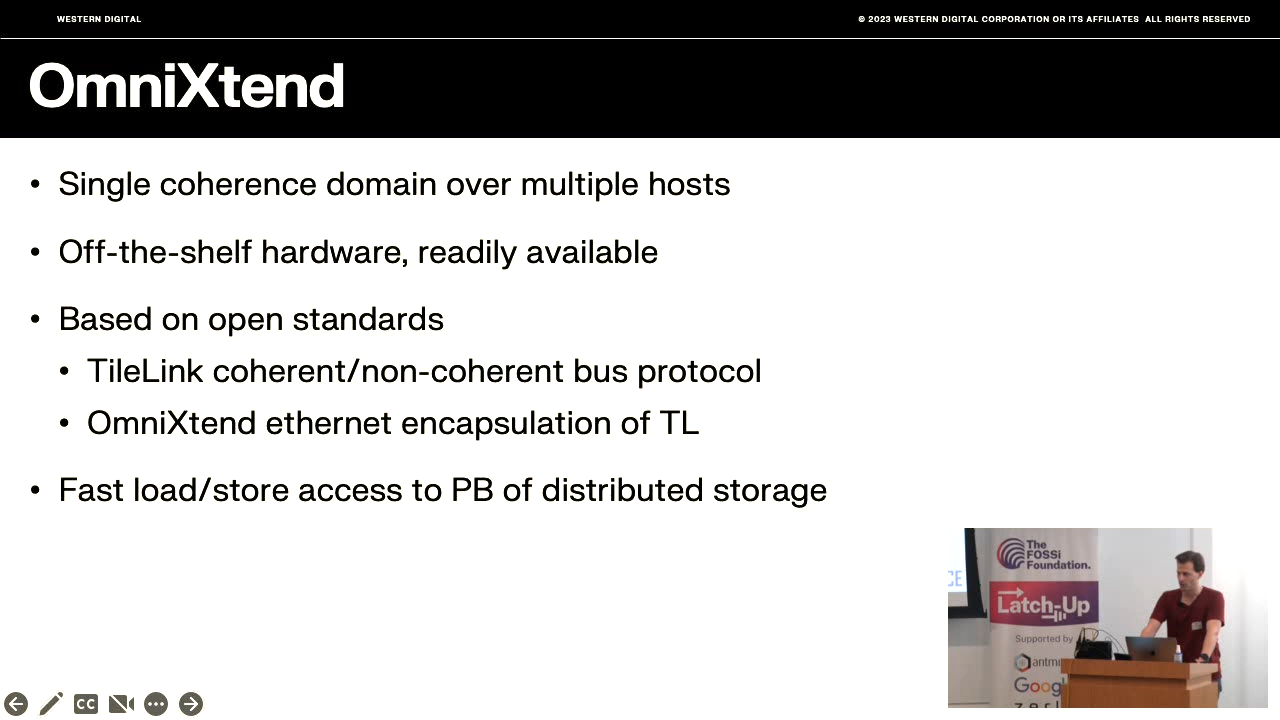 WESTERN DIGITAL
© 2023 WESTERN DIGITAL CORPORATION OR ITS AFFILIATES ALL RIGHTS RESERVED
OmniXtend
• Single coherence domain over multiple hosts
• Off-the-shelf hardware, readily available
• Based on open standards
• TileLink coherent/non-coherent bus protocol
• OmniXtend ethernet encapsulation of TL
• Fast load/store access to PB of distributed storage
The
FOSSi
Foundation.
Latch-Up
Supported by
CC